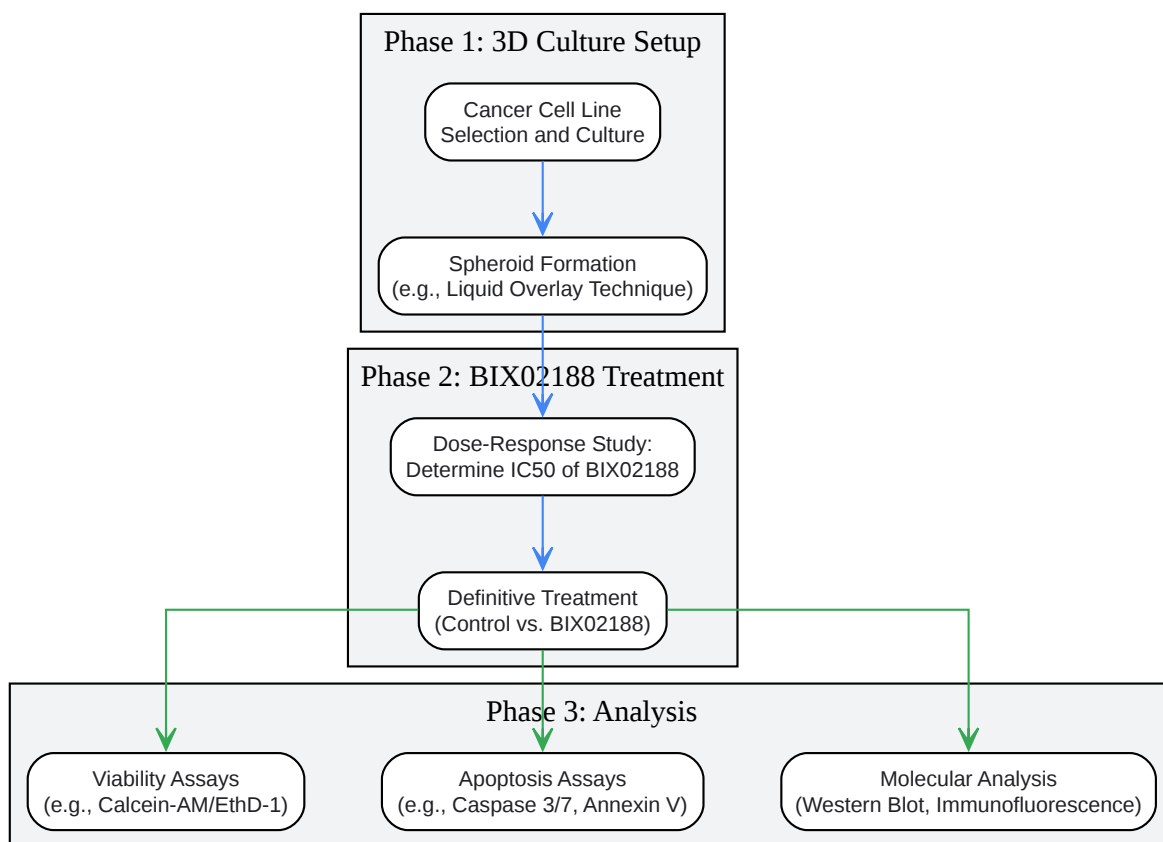 Phase 1: 3D Culture Setup
Cancer Cell Line
Selection and Culture
Spheroid Formation
(e.g., Liquid Overlay Technique)
Phase 2: BIX02188 Treatment
Dose-Response Study:
Determine IC50 of BIX02188
Definitive Treatment
(Control vs. BIX02188)
Phase 3: Analysis
Viability Assays
(e.g., Calcein-AM/EthD-1)
Apoptosis Assays
(e.g., Caspase 3/7, Annexin V)
Molecular Analysis
(Western Blot, Immunofluorescence)